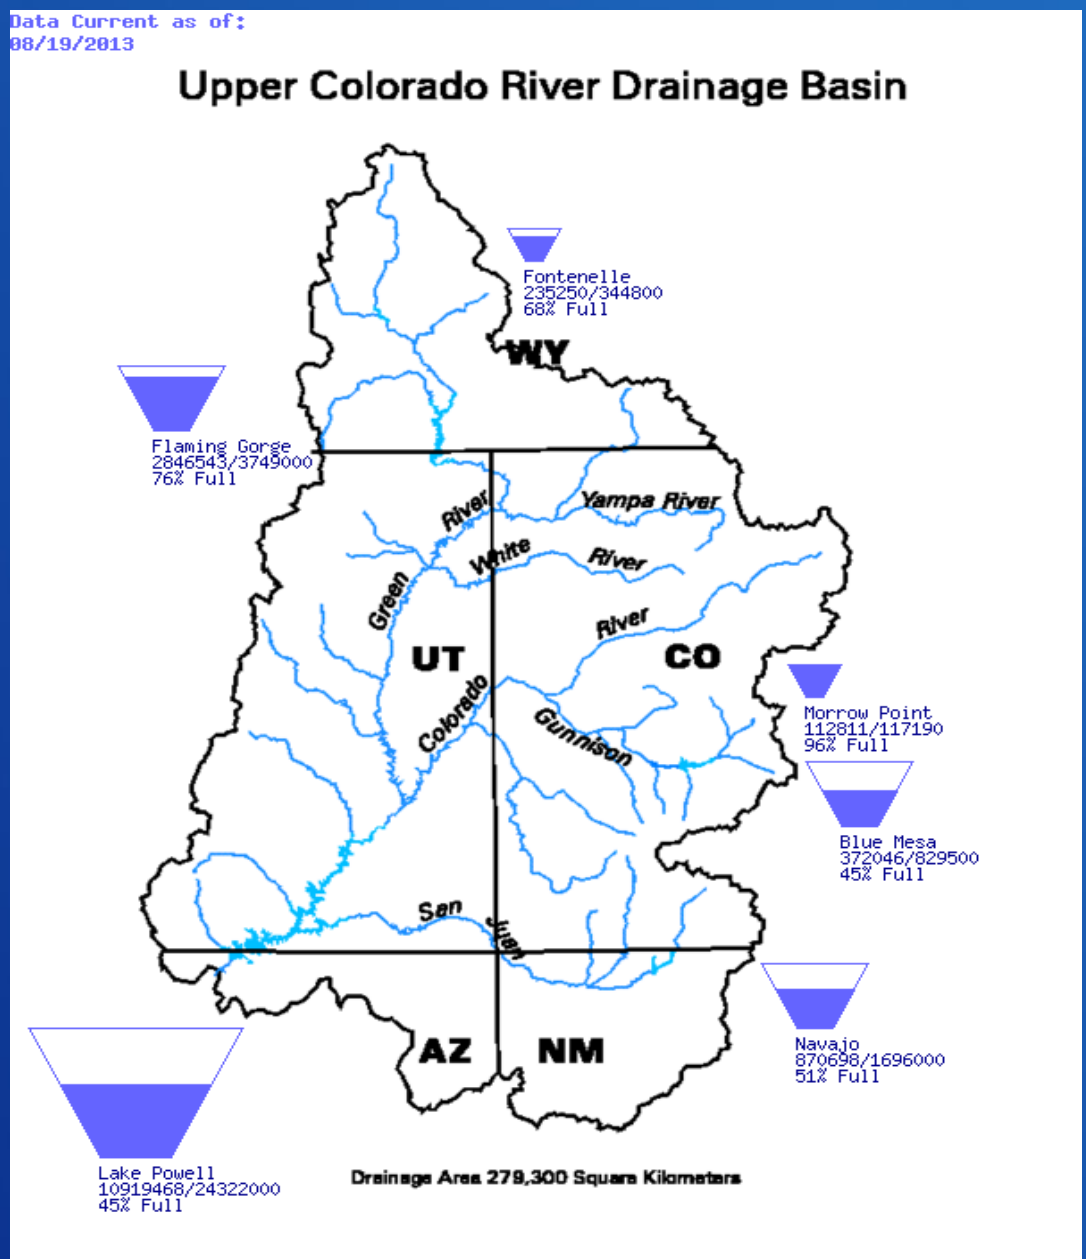 Data Current as of:
08/19/2013
Upper Colorado River Drainage Basin
Fontenelle
235250/344800
68% Full
WY
Flaming Gorge
2846543/3749000
76% Full
Yampa River
Green River
White River
Colorado River
UT
CO
Gunnison
Morrow Point
112811/117190
96% Full
Blue Mesa
372046/829500
45% Full
San Juan
Navajo
870698/1696000
51% Full
AZ
NM
Lake Powell
10919468/24322000
45% Full
Drainage Area 279,300 Square Kilometers